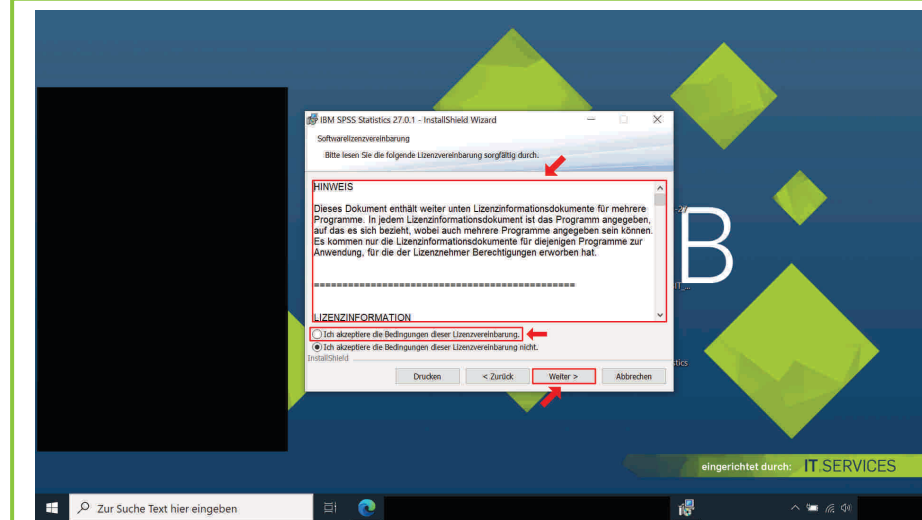 IBM SPSS Statistics 27.0.1 - InstallShield Wizard
Softwarelizenzvereinbarung
Bitte lesen Sie die folgende Lizenzvereinbarung sorgfältig durch.
HINWEIS
Dieses Dokument enthält weiter unten Lizenzinformationsdokumente für mehrere
Programme. In jedem Lizenzinformationsdokument ist das Programm angegeben,
auf das es sich bezieht, wobei auch mehrere Programme angegeben sein können.
Es kommen nur die Lizenzinformationsdokumente für diejenigen Programme zur
Anwendung, für die der Lizenznehmer Berechtigungen erworben hat.
==============================================
LIZENZINFORMATION
Ich akzeptiere die Bedingungen dieser Lizenzvereinbarung.
Ich akzeptiere die Bedingungen dieser Lizenzvereinbarung nicht.
InstallShield
Drucken < Zurück Weiter > Abbrechen
B
IT_...
stics
eingerichtet durch: IT.SERVICES
Zur Suche Text hier eingeben